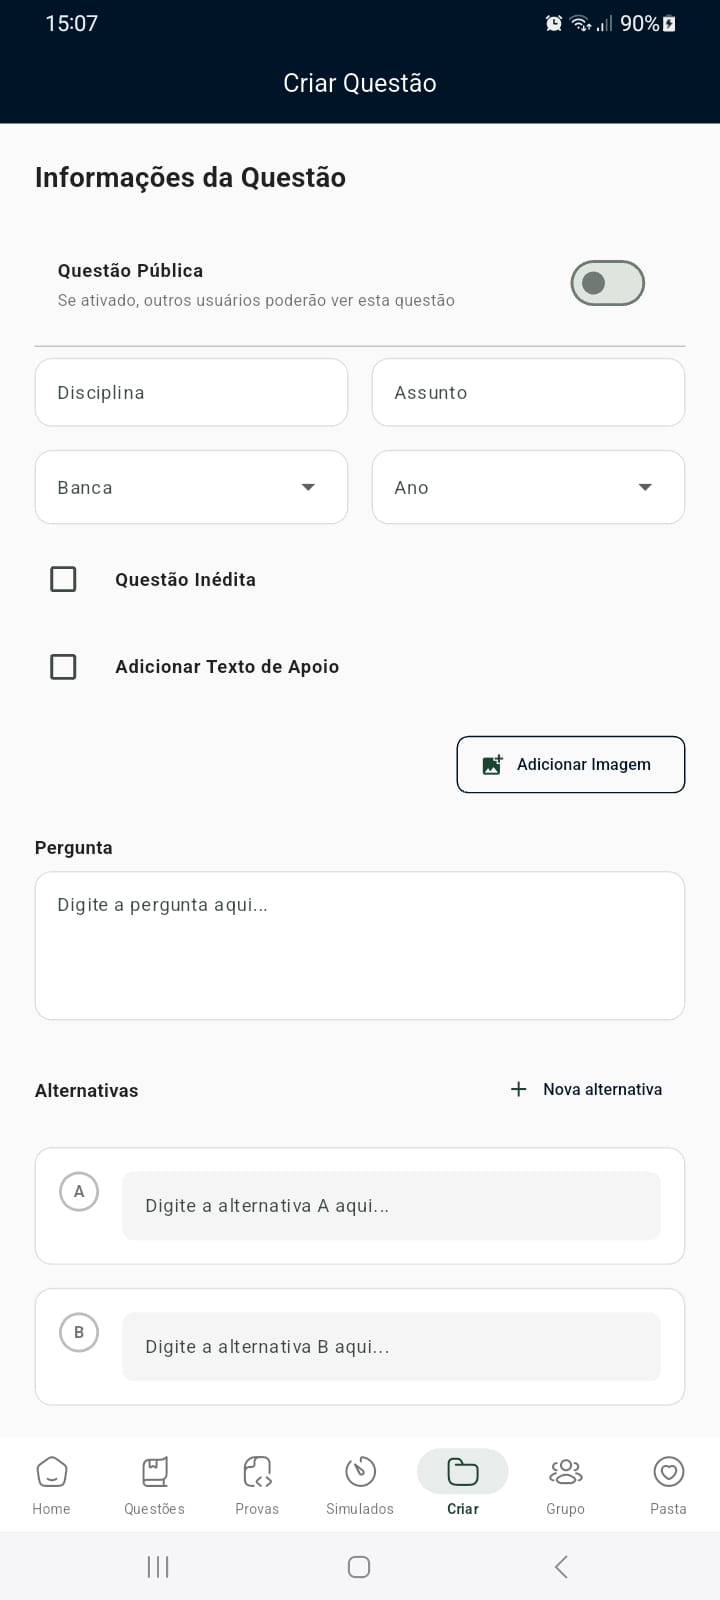 15:07
90%
Criar Questão
Informações da Questão
Questão Pública
Se ativado, outros usuários poderão ver esta questão
Disciplina
Assunto
Banca
Ano
Questão Inédita
Adicionar Texto de Apoio
Adicionar Imagem
Pergunta
Digite a pergunta aqui...
Alternativas
+ Nova alternativa
A
Digite a alternativa A aqui...
B
Digite a alternativa B aqui...
Home
Questões
Provas
Simulados
Criar
Grupo
Pasta